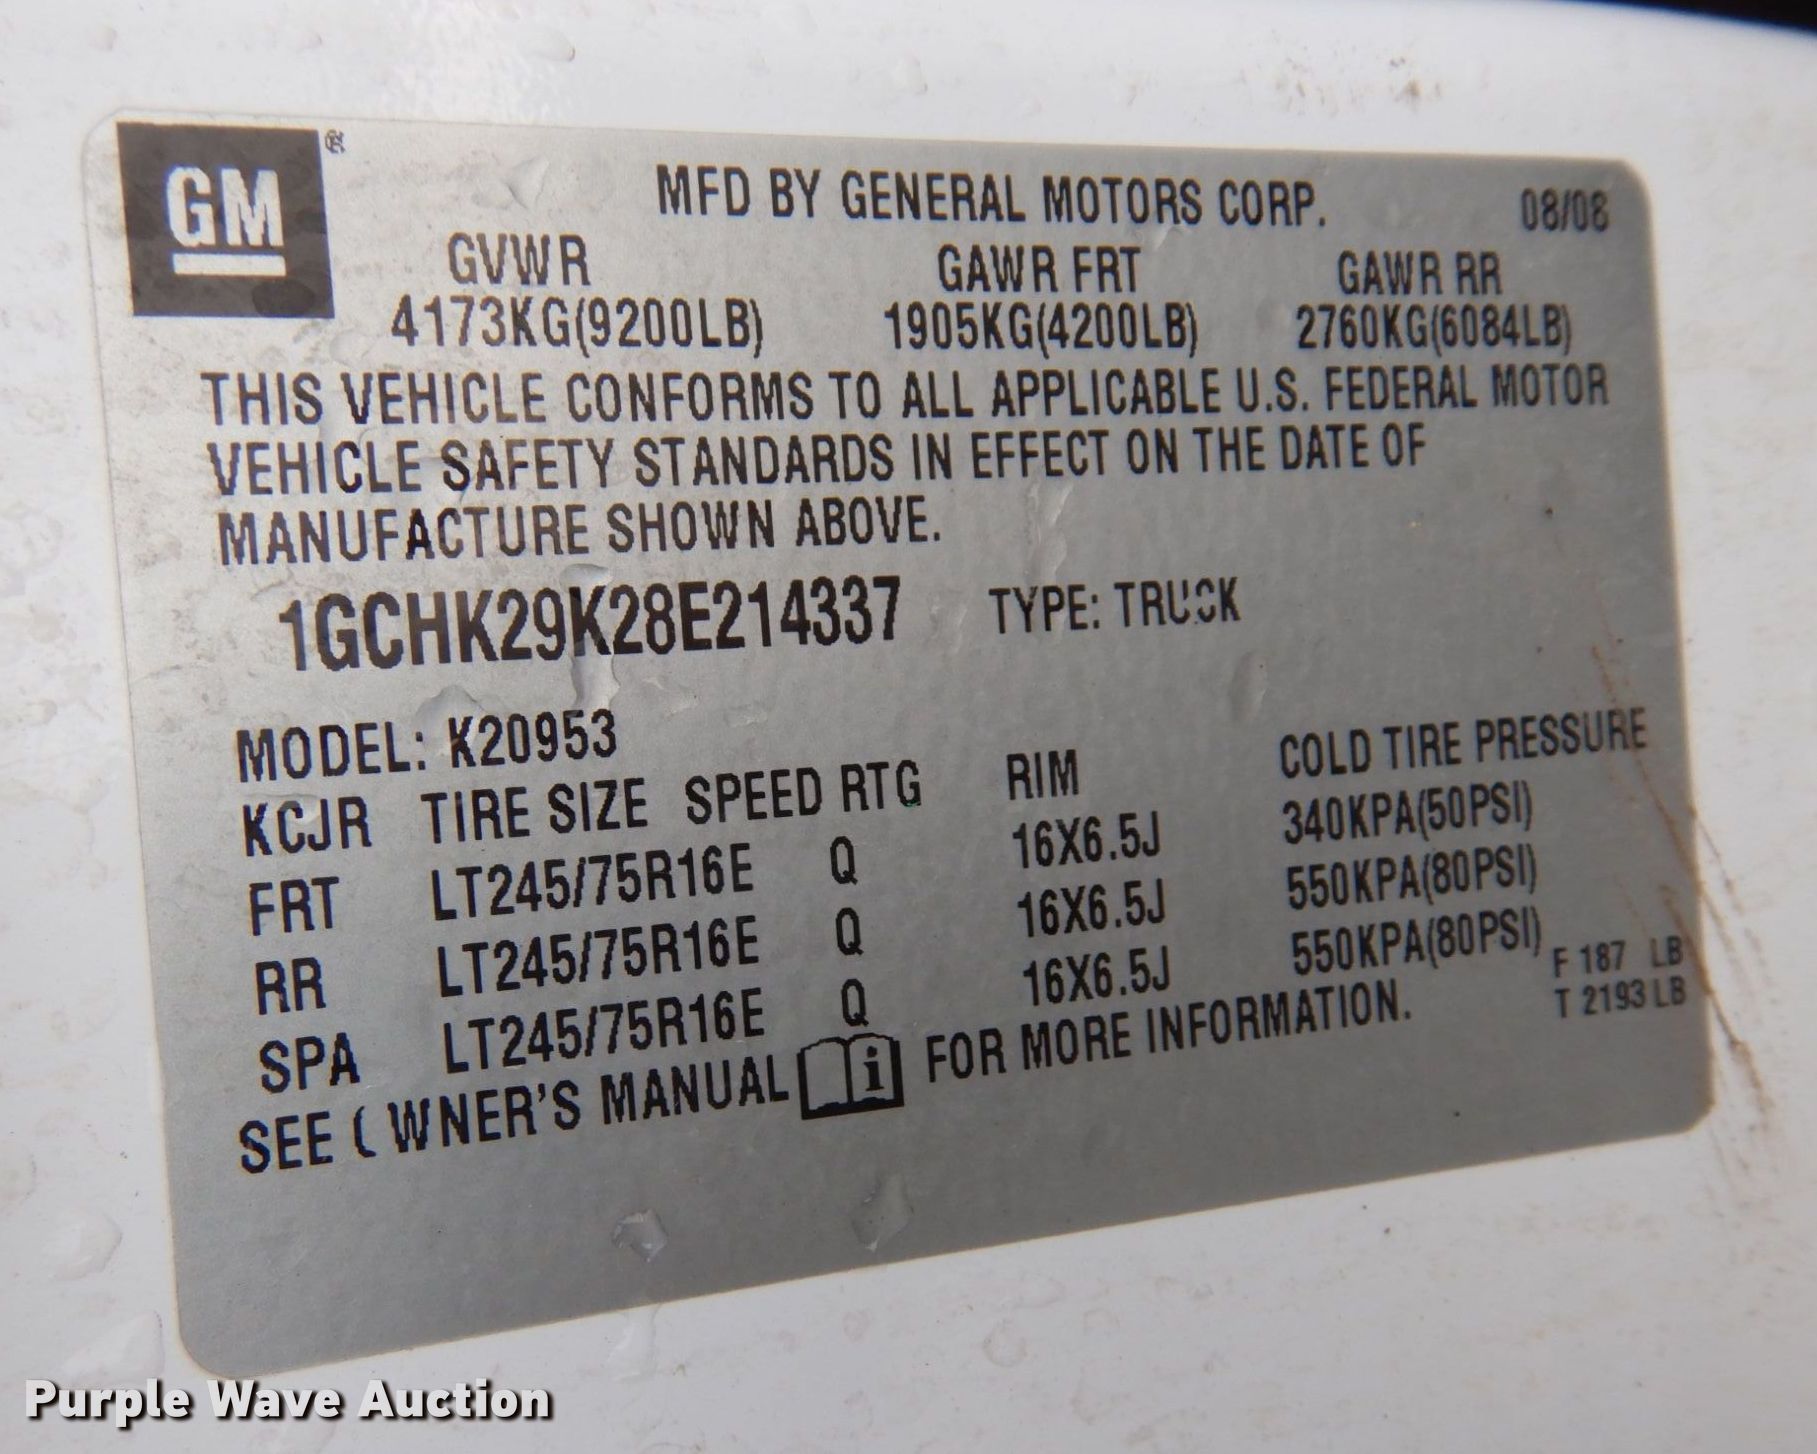 GM®
MFD BY GENERAL MOTORS CORP. 08/08
GVWR GAWR FRT GAWR RR
4173KG(9200LB) 1905KG(4200LB) 2760KG(6084LB)
THIS VEHICLE CONFORMS TO ALL APPLICABLE U.S. FEDERAL MOTOR
VEHICLE SAFETY STANDARDS IN EFFECT ON THE DATE OF
MANUFACTURE SHOWN ABOVE.
1GCHK29K28E214337 TYPE: TRUCK
MODEL: K20953
KCJR TIRE SIZE SPEED RTG RIM COLD TIRE PRESSURE
FRT LT245/75R16E Q 16X6.5J 340KPA(50PSI)
RR LT245/75R16E Q 16X6.5J 550KPA(80PSI)
SPA LT245/75R16E Q 16X6.5J 550KPA(80PSI)
F 187 LB
T 2193 LB
SEE ( WNER'S MANUAL i FOR MORE INFORMATION.
Purple Wave Auction